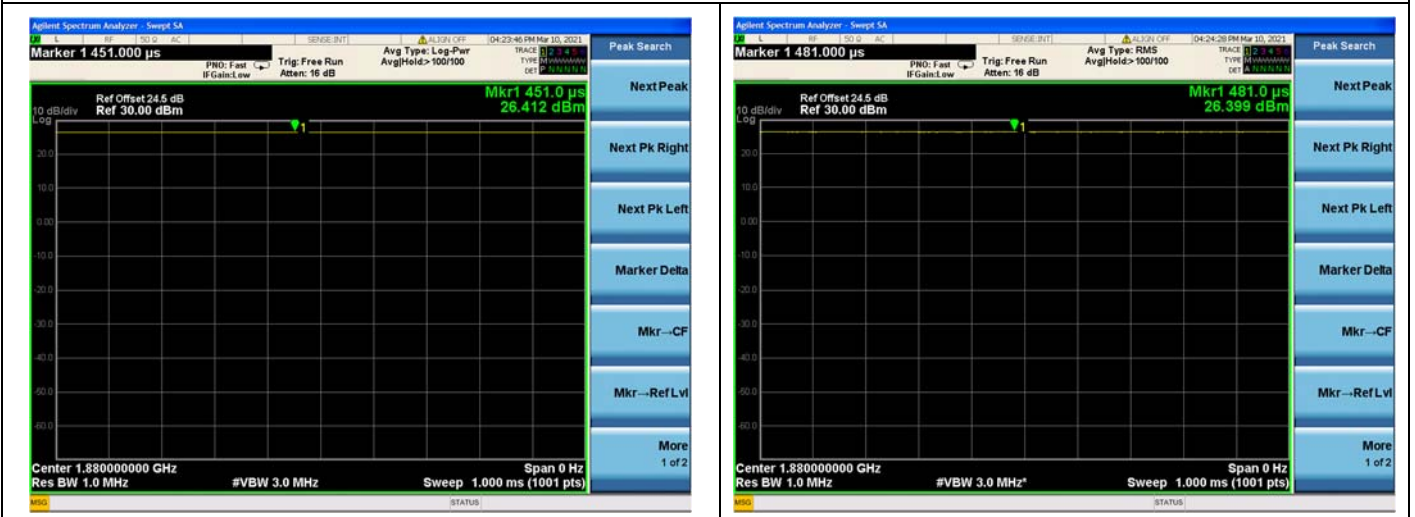 Agilent Spectrum Analyzer - Swept SA
L RF 50 Ω AC SENSE:INT ALIGN OFF 04:23:46 PM Mar 10, 2021
Marker 1 451.000 µs
PNO: Fast
IFGain:Low
Trig: Free Run
Atten: 16 dB
Avg Type: Log-Pwr
Avg|Hold:> 100/100
TRACE 1 2 3 4 5 6
TYPE M
DET P N N N N N
Ref Offset 24.5 dB
10 dB/div Ref 30.00 dBm
Log
Mkr1 451.0 µs
26.412 dBm
1
20.0
10.0
0.00
-10.0
-20.0
-30.0
-40.0
-50.0
-60.0
Center 1.880000000 GHz Span 0 Hz
Res BW 1.0 MHz #VBW 3.0 MHz Sweep 1.000 ms (1001 pts)
MSG STATUS
Peak Search
Next Peak
Next Pk Right
Next Pk Left
Marker Delta
Mkr→CF
Mkr→Ref Lvl
More
1 of 2
Agilent Spectrum Analyzer - Swept SA
L RF 50 Ω AC SENSE:INT ALIGN OFF 04:24:28 PM Mar 10, 2021
Marker 1 481.000 µs
PNO: Fast
IFGain:Low
Trig: Free Run
Atten: 16 dB
Avg Type: RMS
Avg|Hold:> 100/100
TRACE 1 2 3 4 5 6
TYPE M
DET A N N N N N
Ref Offset 24.5 dB
10 dB/div Ref 30.00 dBm
Log
Mkr1 481.0 µs
26.399 dBm
1
20.0
10.0
0.00
-10.0
-20.0
-30.0
-40.0
-50.0
-60.0
Center 1.880000000 GHz Span 0 Hz
Res BW 1.0 MHz #VBW 3.0 MHz* Sweep 1.000 ms (1001 pts)
MSG STATUS
Peak Search
Next Peak
Next Pk Right
Next Pk Left
Marker Delta
Mkr→CF
Mkr→Ref Lvl
More
1 of 2